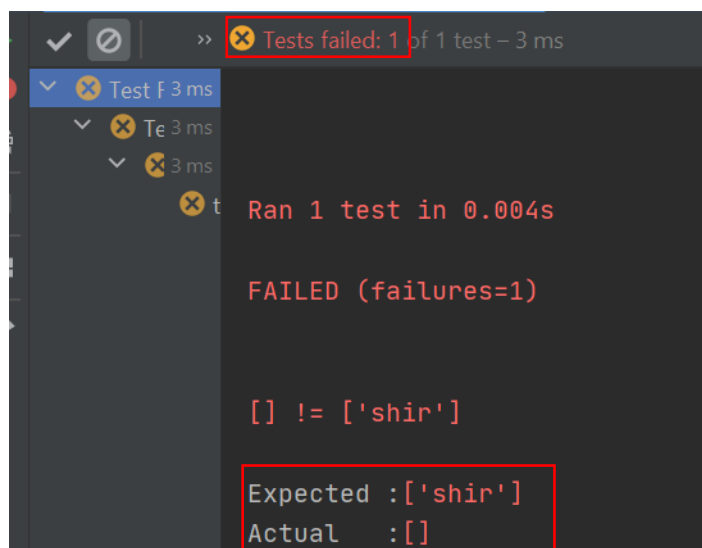 Tests failed: 1 of 1 test – 3 ms
Test F 3 ms
Te 3 ms
3 ms
t
Ran 1 test in 0.004s
FAILED (failures=1)
[] != ['shir']
Expected :['shir']
Actual   :[]